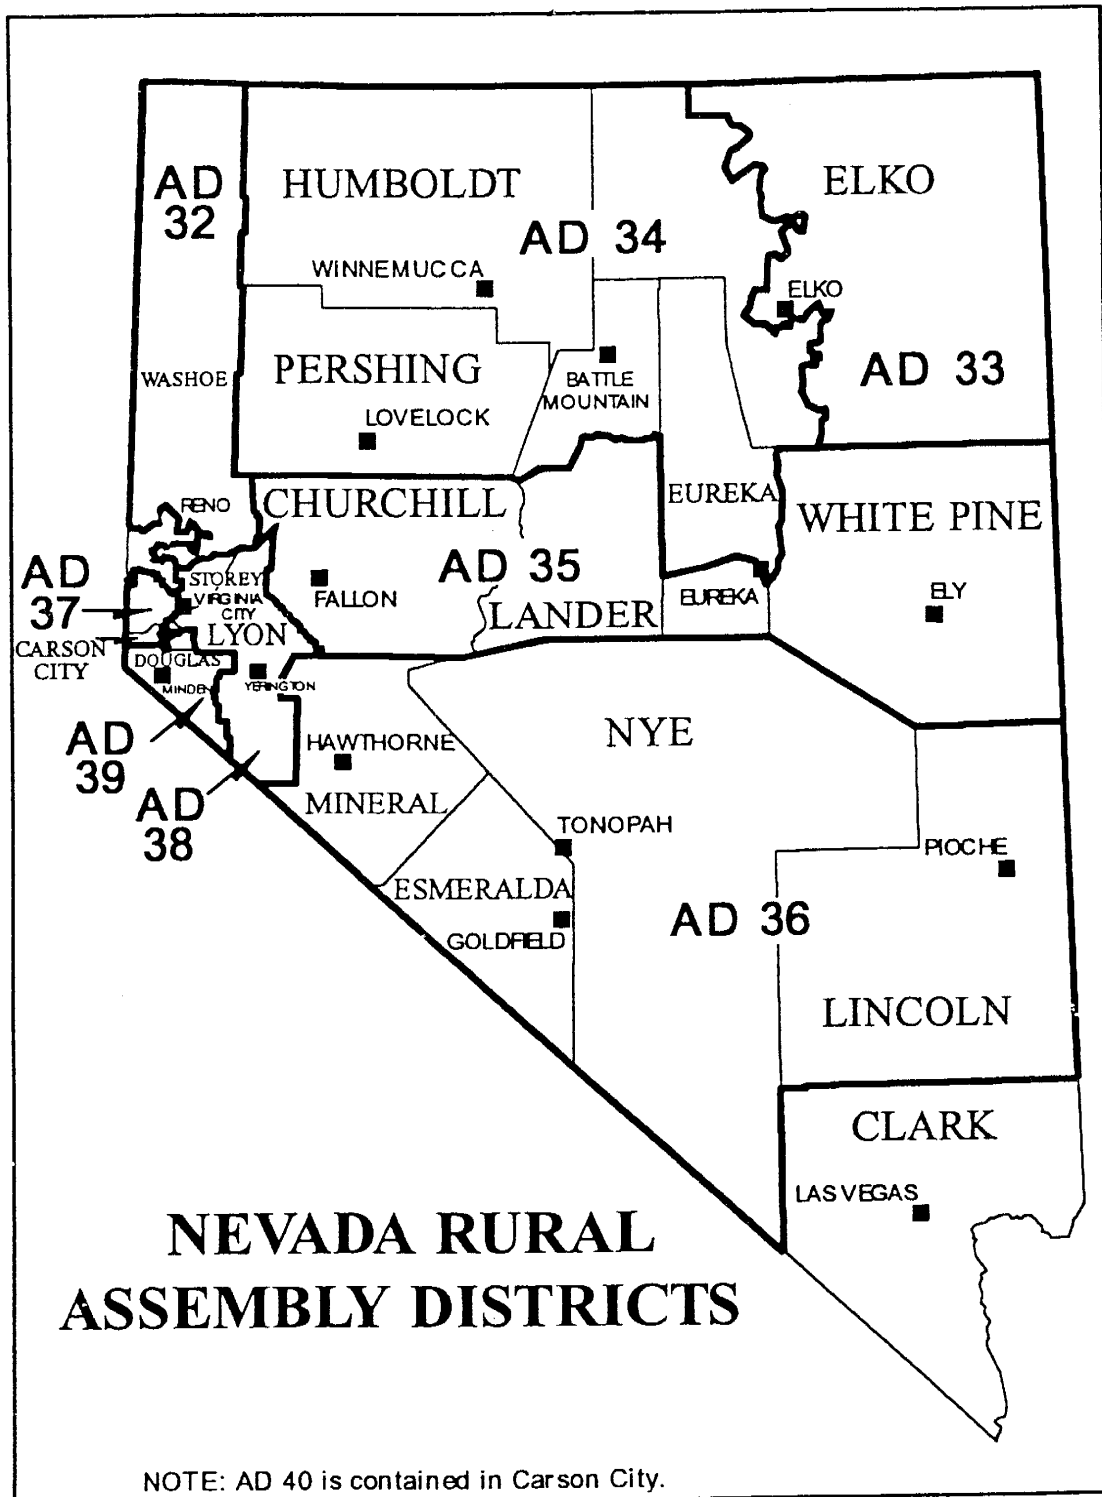 AD
32
HUMBOLDT
ELKO
AD 34
WINNEMUCCA
ELKO
WASHOE
PERSHING
BATTLE
MOUNTAIN
AD 33
LOVELOCK
RENO
CHURCHILL
EUREKA
WHITE PINE
AD
37
STOREY
VIRGINIA
CITY
FALLON
AD 35
EUREKA
ELY
LANDER
LYON
CARSON
CITY
DOUGLAS
MINDEN
YERINGTON
AD
39
HAWTHORNE
NYE
AD
38
MINERAL
TONOPAH
PIOCHE
ESMERALDA
GOLDFIELD
AD 36
LINCOLN
CLARK
LAS VEGAS
NEVADA RURAL
ASSEMBLY DISTRICTS
NOTE: AD 40 is contained in Carson City.